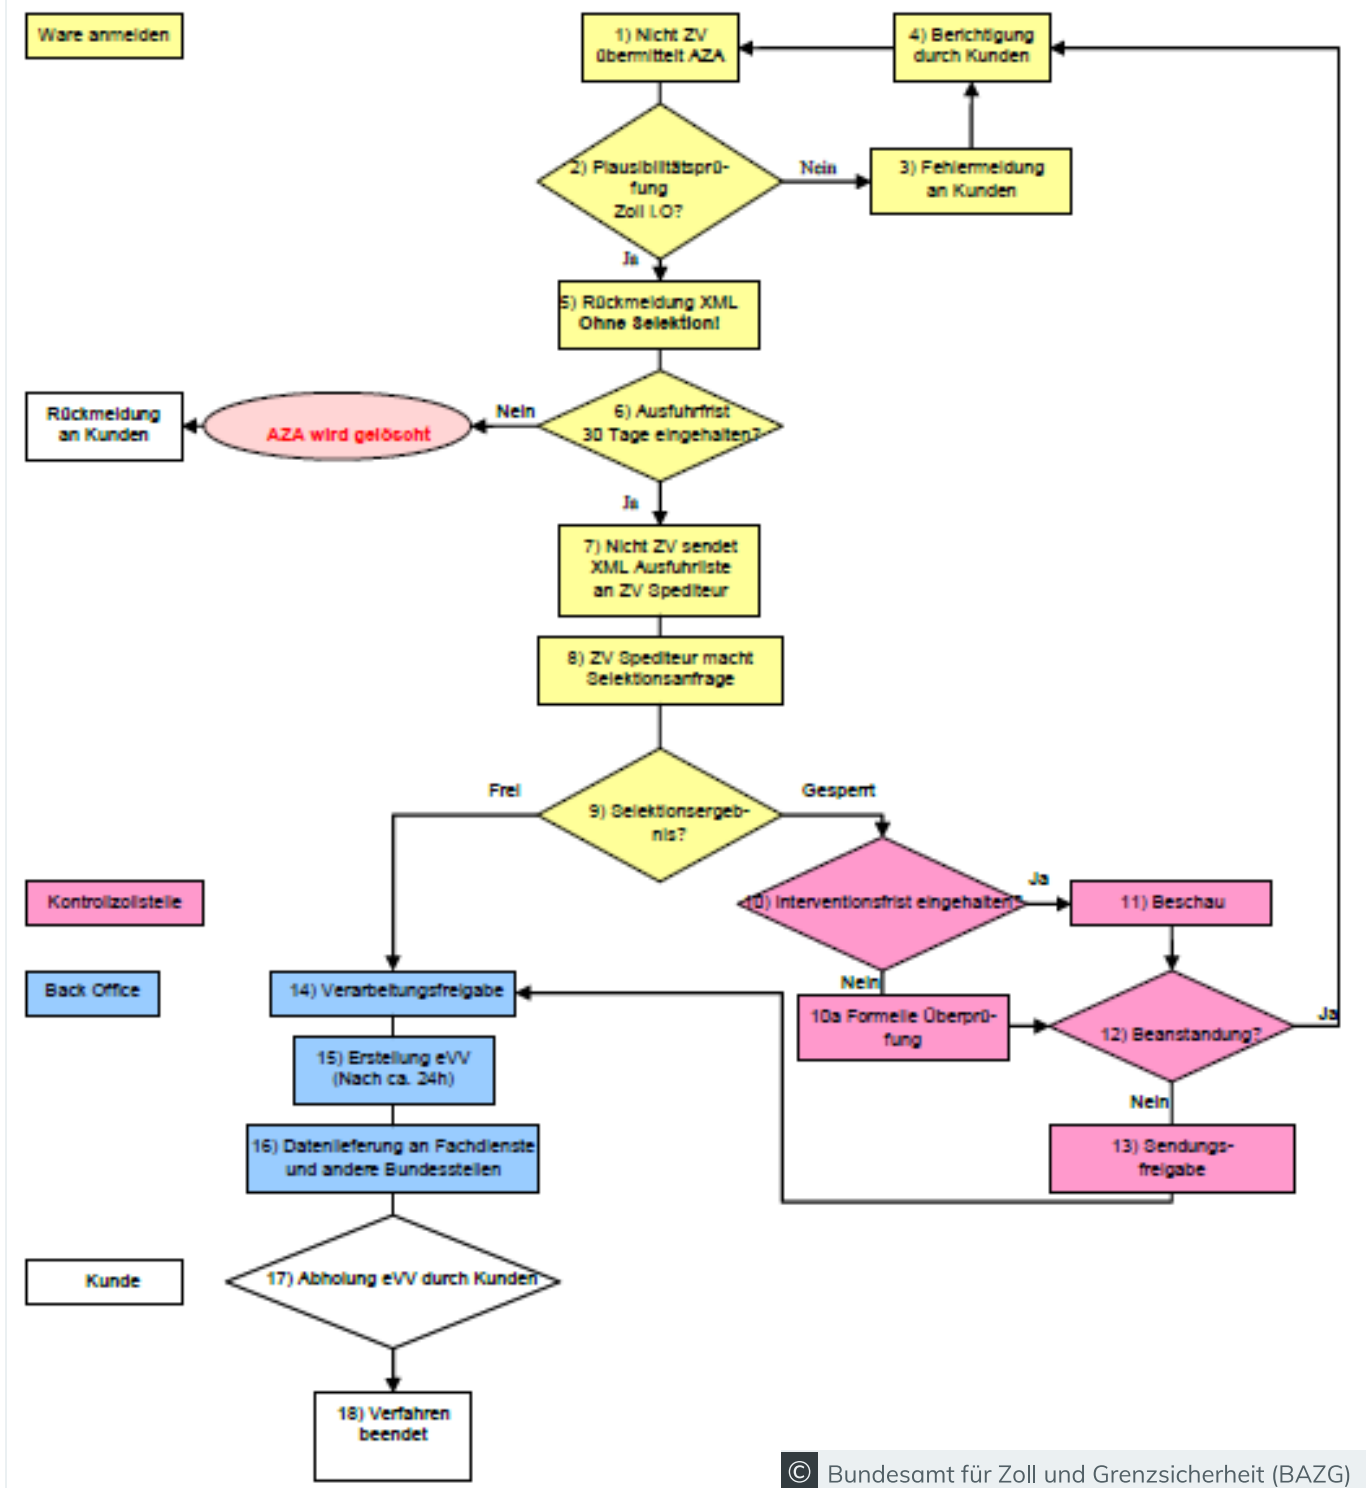 Ware anmelden
1) Nicht ZV
übermittelt AZA
4) Berichtigung
durch Kunden
2) Plausibilitätsprü-
fung
Zoll i.O?
Nein
3) Fehlermeldung
an Kunden
Ja
5) Rückmeldung XML
Ohne Selektion!
Rückmeldung
an Kunden
AZA wird gelöscht
Nein
6) Ausfuhrfrist
30 Tage eingehalten?
Ja
7) Nicht ZV sendet
XML Ausfuhrliste
an ZV Spediteur
8) ZV Spediteur macht
Selektionsanfrage
Frei
9) Selektionsergeb-
nis?
Gesperrt
Kontrollzollstelle
10) Interventionsfrist eingehalten?
Ja
11) Beschau
Nein
Back Office
14) Verarbeitungsfreigabe
10a Formelle Überprü-
fung
12) Beanstandung?
Ja
15) Erstellung eVV
(Nach ca. 24h)
Nein
16) Datenlieferung an Fachdienste
und andere Bundesstellen
13) Sendungs-
freigabe
Kunde
17) Abholung eVV durch Kunden
18) Verfahren
beendet
© Bundesamt für Zoll und Grenzsicherheit (BAZG)